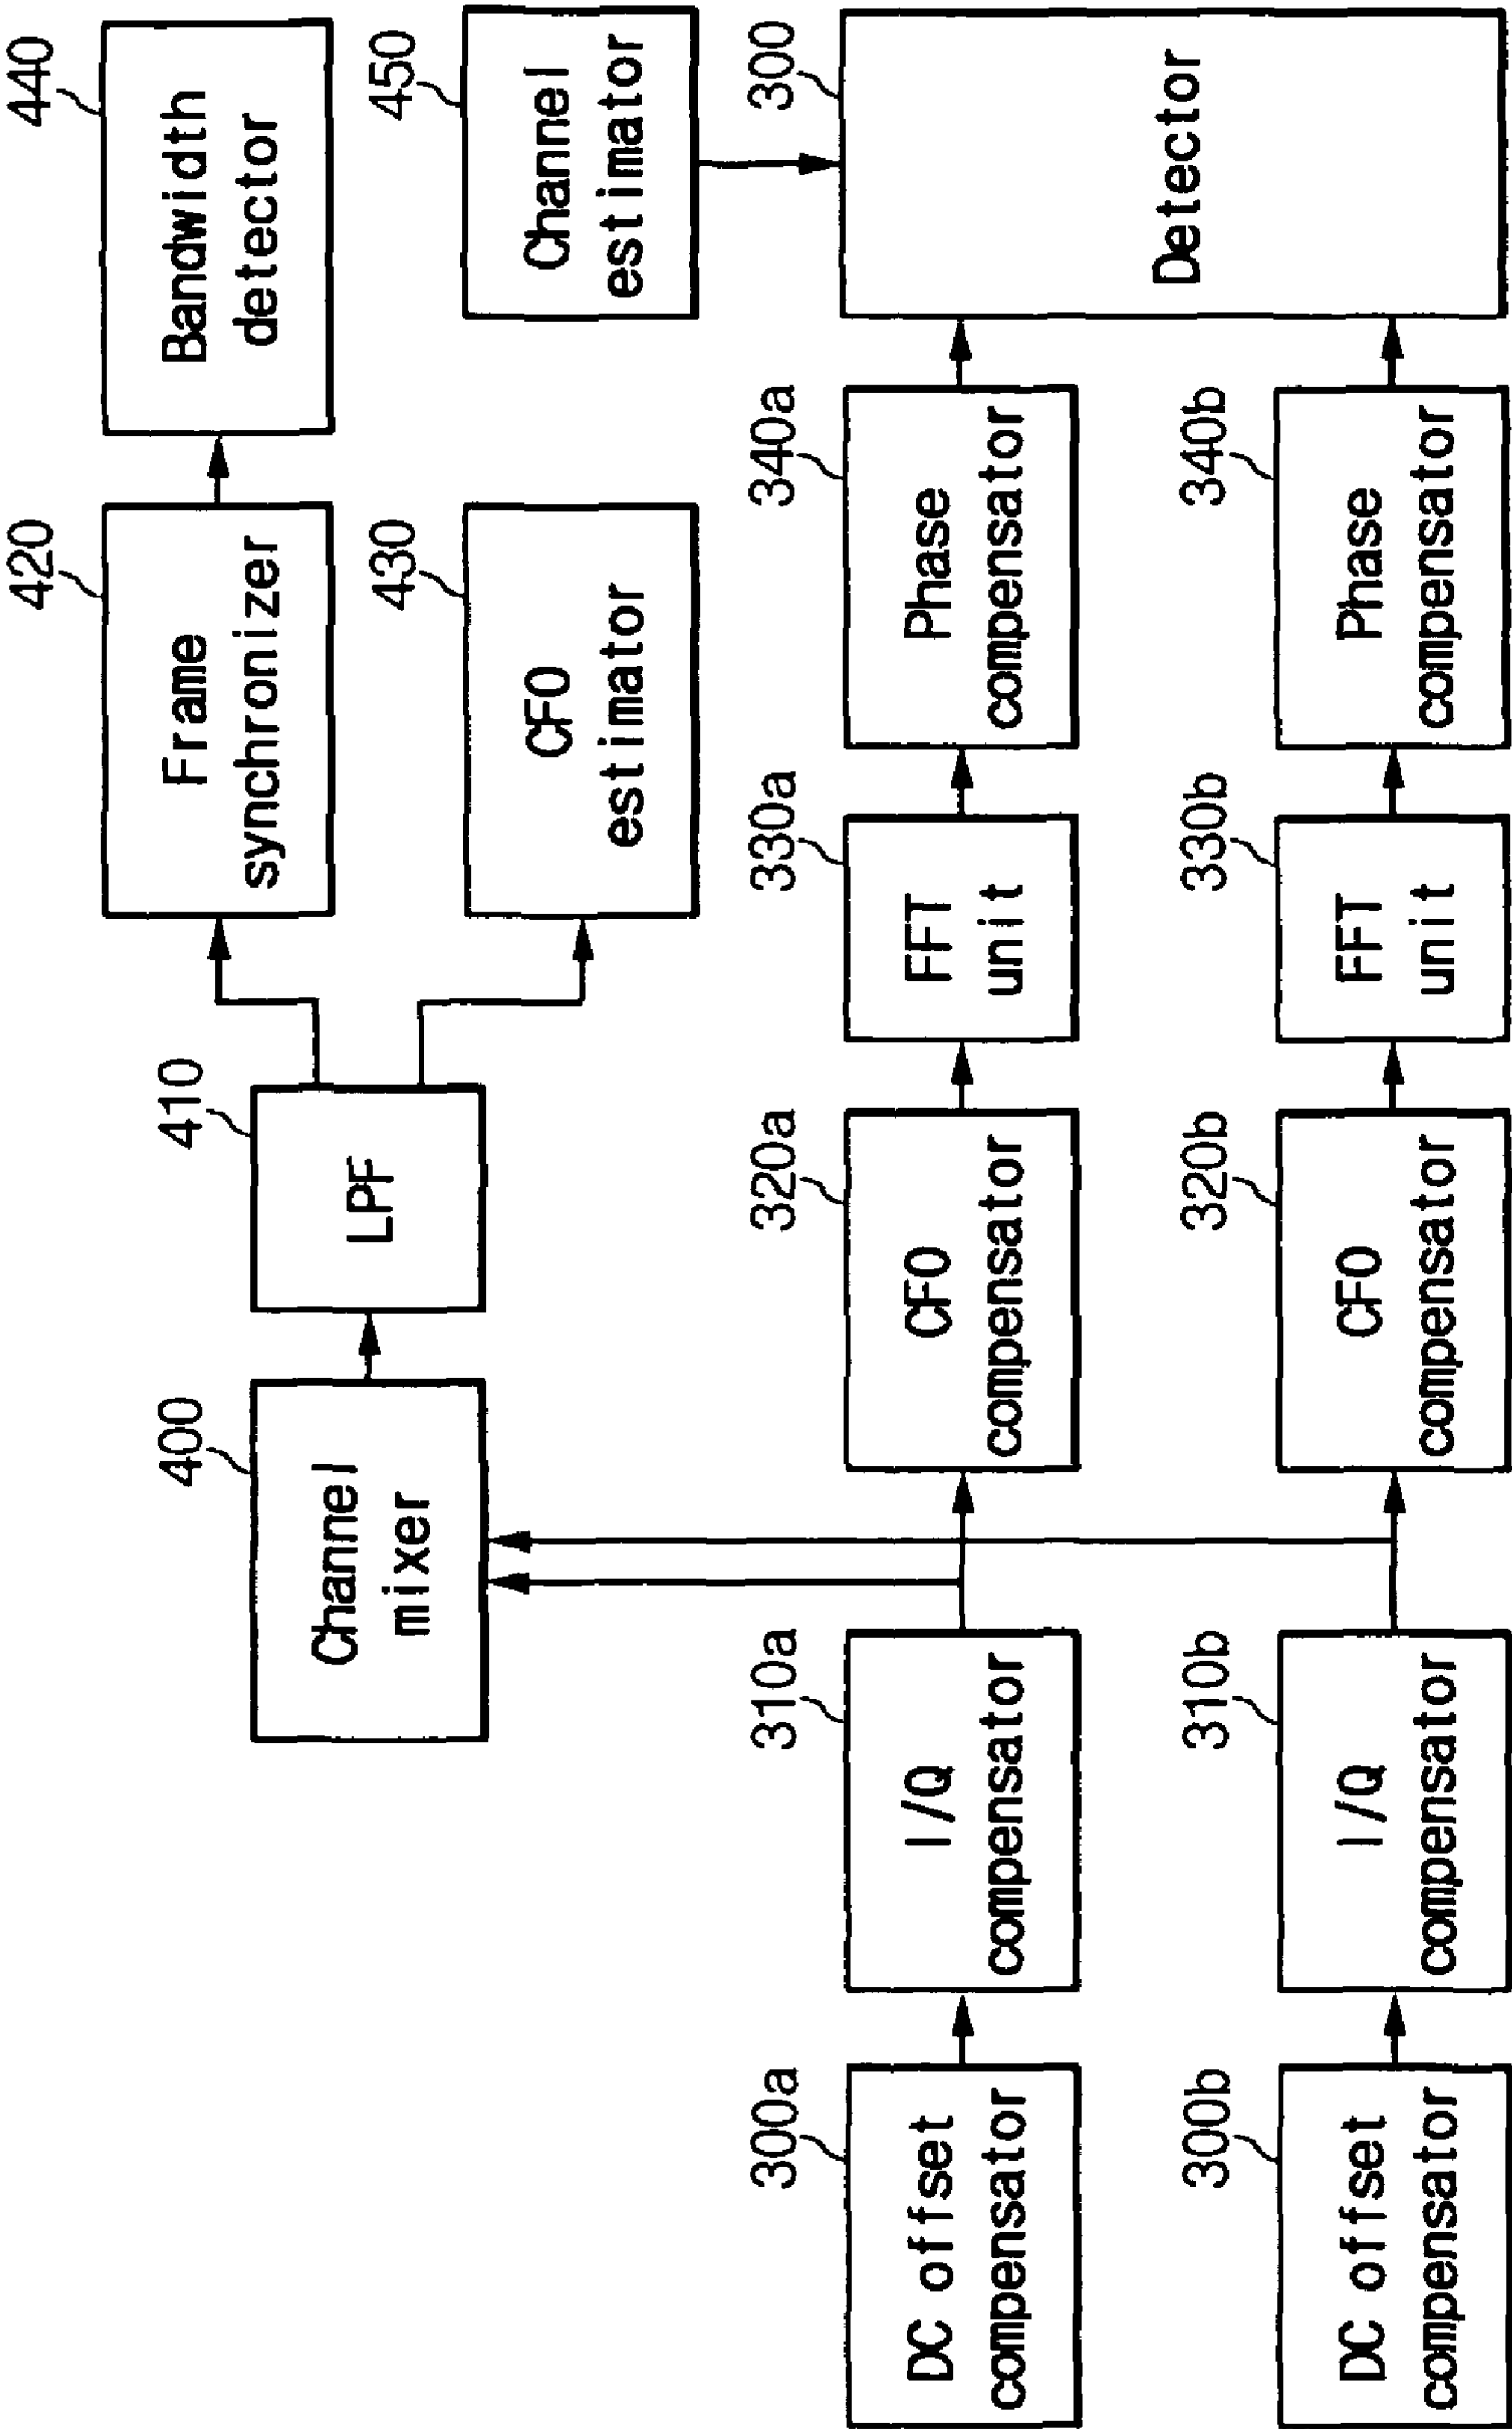 440
Bandwidth
detector
420
Frame
synchronizer
450
Channel
estimator
430
CFO
estimator
410
LPF
400
Channel
mixer
300
Detector
300a
DC offset
compensator
310a
I/Q
compensator
320a
CFO
compensator
330a
FFT
unit
340a
Phase
compensator
300b
DC offset
compensator
310b
I/Q
compensator
320b
CFO
compensator
330b
FFT
unit
340b
Phase
compensator